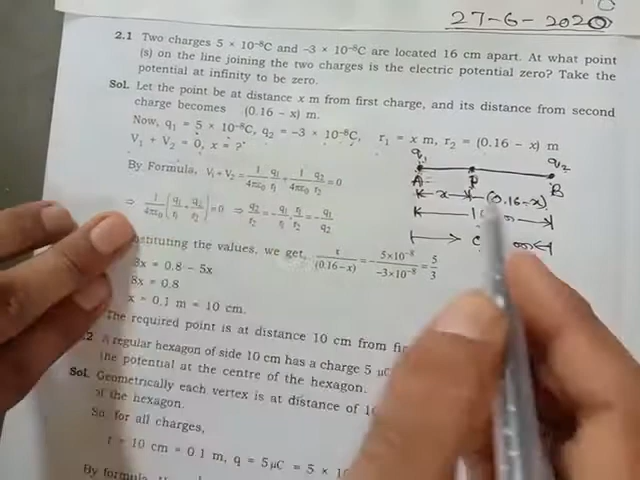 27-6-2020
2.1 Two charges 5 × 10⁻⁸C and –3 × 10⁻⁸C are located 16 cm apart. At what point
(s) on the line joining the two charges is the electric potential zero? Take the
potential at infinity to be zero.
Sol. Let the point be at distance x m from first charge, and its distance from second
charge becomes (0.16 – x) m.
Now, q₁ = 5 × 10⁻⁸C, q₂ = –3 × 10⁻⁸C, r₁ = x m, r₂ = (0.16 – x) m
V₁ + V₂ = 0, x = ?
q₁ q₂
By Formula, V₁ + V₂ = 1/4πε₀ q₁/r₁ + 1/4πε₀ q₂/r₂ = 0
A P B
x (0.16-x)
⇒ 1/4πε₀ [q₁/r₁ + q₂/r₂] = 0 ⇒ q₂/r₂ = –q₁/r₁, r₁/r₂ = –q₁/q₂
stituting the values, we get, x/(0.16–x) = –5×10⁻⁸/–3×10⁻⁸ = 5/3
3x = 0.8 – 5x
8x = 0.8
x = 0.1 m = 10 cm.
The required point is at distance 10 cm from
2 A regular hexagon of side 10 cm has a charge 5 μC
the potential at the centre of the hexagon.
Sol. Geometrically each vertex is at distance of
of the hexagon.
So, for all charges,
r = 10 cm = 0.1 m, q = 5μC = 5 × 10
By formula